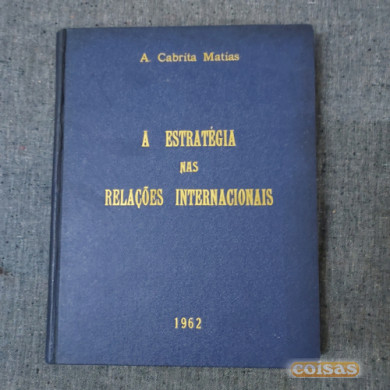 A. Cabrita Matias
A ESTRATÉGIA
NAS
RELAÇÕES INTERNACIONAIS
1962
coisas